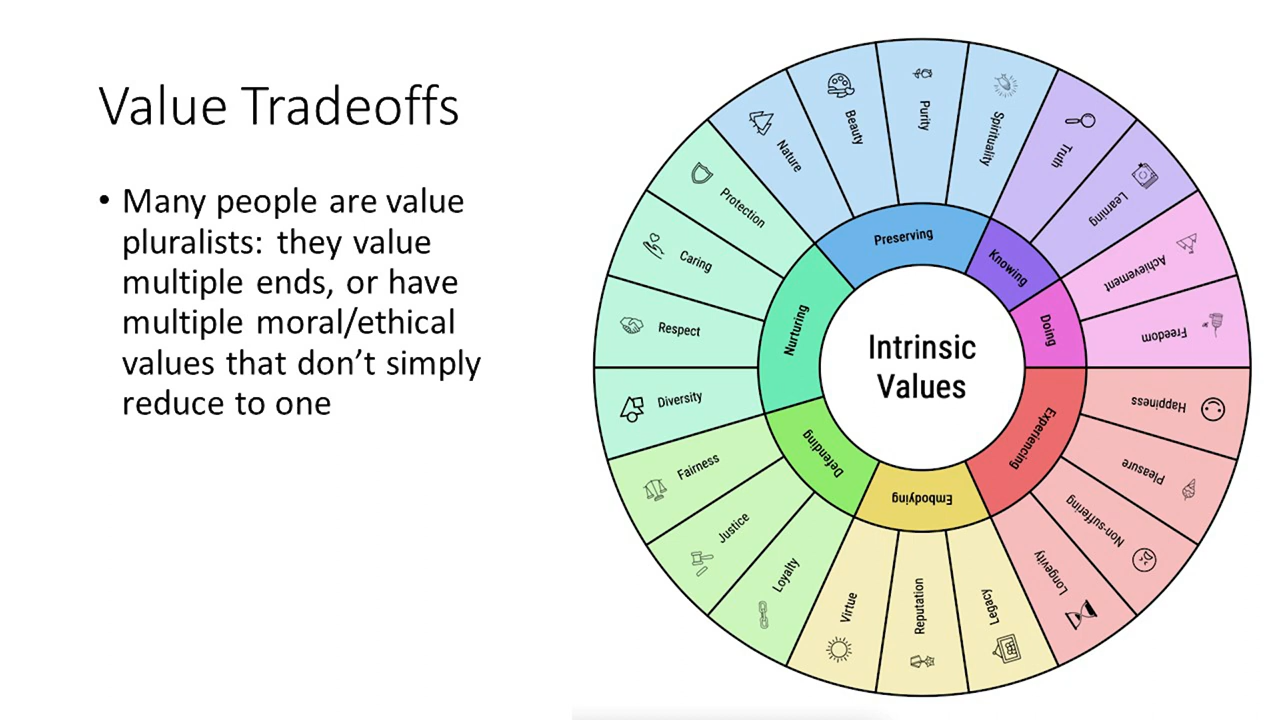 Value Tradeoffs
• Many people are value
pluralists: they value
multiple ends, or have
multiple moral/ethical
values that don’t simply
reduce to one
Intrinsic
Values
Preserving
Nature
Beauty
Purity
Spirituality
Knowing
Truth
Learning
Doing
Achievement
Freedom
Experiencing
Happiness
Pleasure
Non-suffering
Longevity
Embodying
Legacy
Reputation
Virtue
Defending
Loyalty
Justice
Fairness
Nurturing
Diversity
Respect
Caring
Protection